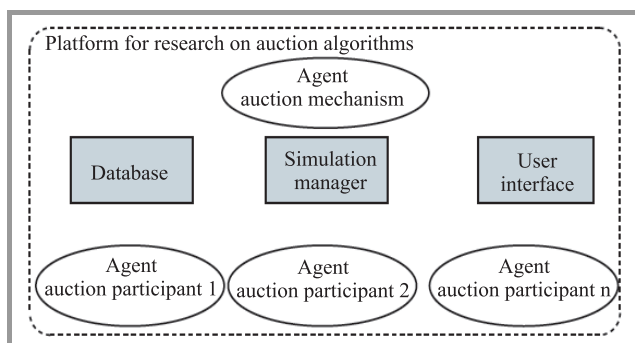 Platform for research on auction algorithms
Agent
auction mechanism
Database
Simulation
manager
User
interface
Agent
auction participant 1
Agent
auction participant 2
Agent
auction participant n